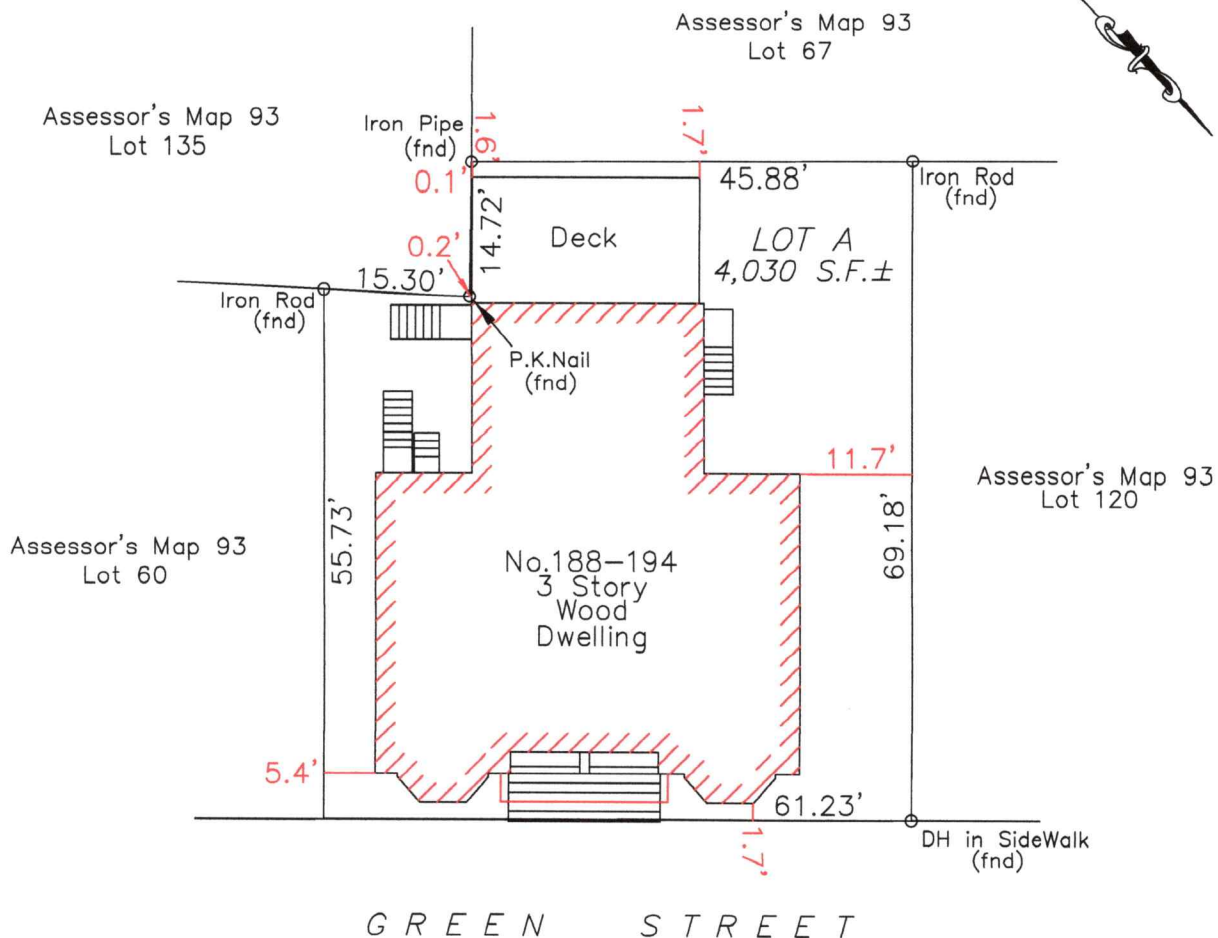 Assessor's Map 93
Lot 67
Assessor's Map 93
Lot 135
Iron Pipe
(fnd)
1.6'
1.7'
0.1'
45.88'
Iron Rod
(fnd)
14.72'
Deck
LOT A
4,030 S.F.±
0.2'
15.30'
Iron Rod
(fnd)
P.K.Nail
(fnd)
11.7'
Assessor's Map 93
Lot 120
55.73'
69.18'
Assessor's Map 93
Lot 60
No.188-194
3 Story
Wood
Dwelling
5.4'
61.23'
1.7'
DH in SideWalk
(fnd)
GREEN STREET